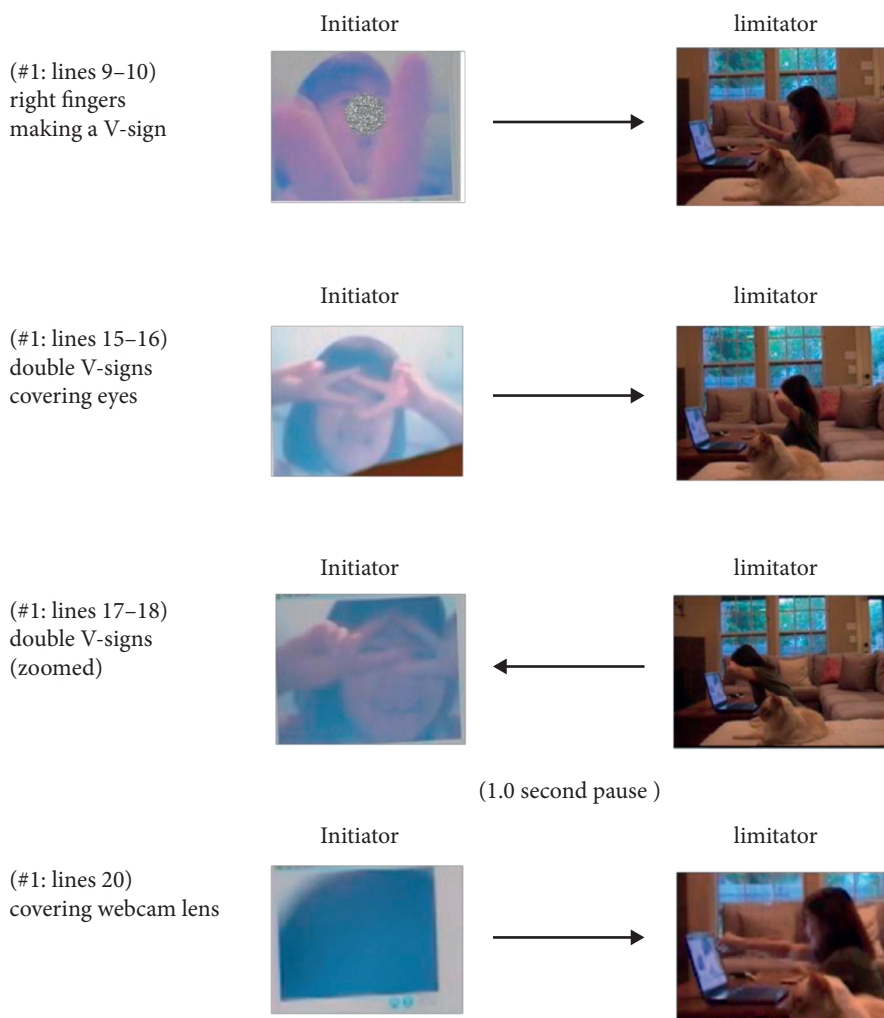 Initiator limitator
(#1: lines 9–10)
right fingers
making a V-sign
Initiator limitator
(#1: lines 15–16)
double V-signs
covering eyes
Initiator limitator
(#1: lines 17–18)
double V-signs
(zoomed)
(1.0 second pause )
Initiator limitator
(#1: lines 20)
covering webcam lens